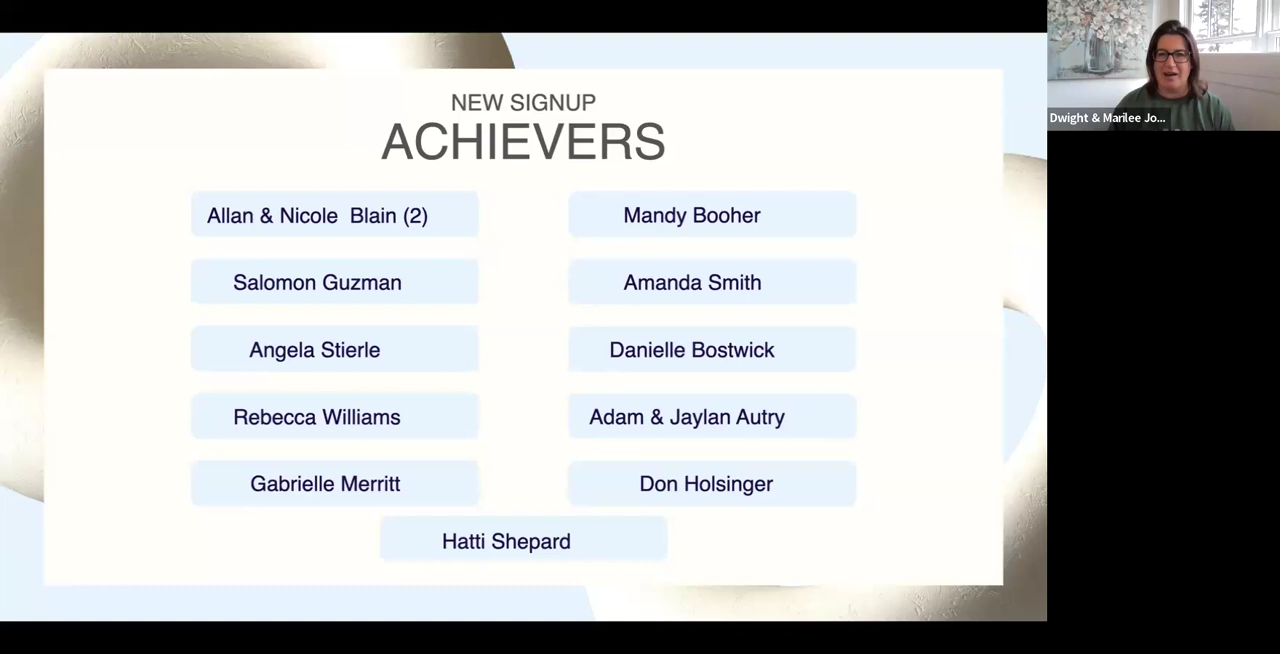 NEW SIGNUP
ACHIEVERS
Allan & Nicole  Blain (2)
Mandy Booher
Salomon Guzman
Amanda Smith
Angela Stierle
Danielle Bostwick
Rebecca Williams
Adam & Jaylan Autry
Gabrielle Merritt
Don Holsinger
Hatti Shepard
Dwight & Marilee Jo...